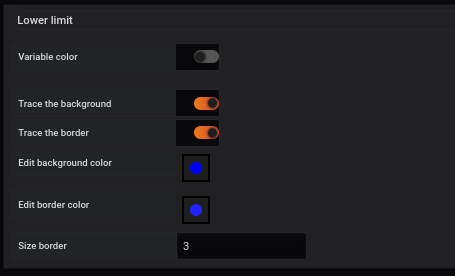 Lower limit
Variable color
Trace the background
Trace the border
Edit background color
Edit border color
Size border 3